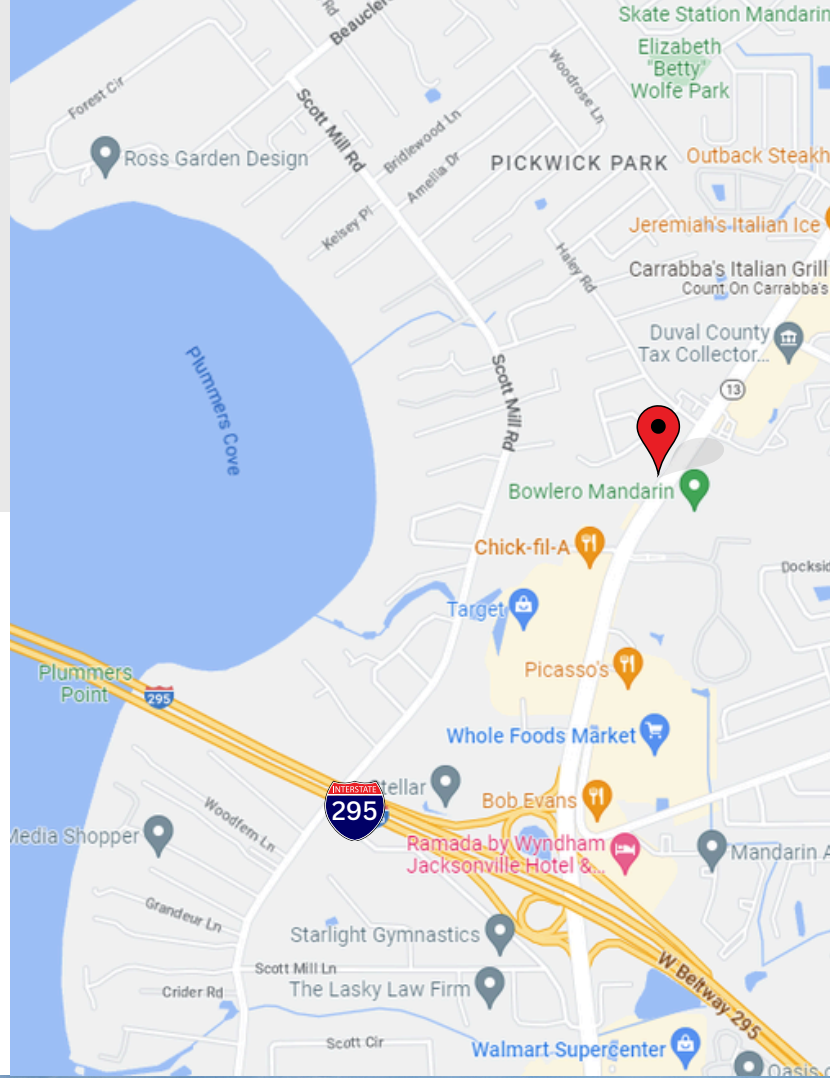 Rd
Beaucler
Skate Station Mandarin
Elizabeth
"Betty"
Wolfe Park
Forest Cir
Woodrose Ln
Scott Mill Rd
Bridlewood Ln
Ross Garden Design
PICKWICK PARK
Outback Steakh
Amelia Dr
Kelsey Pl
Jeremiah's Italian Ice
Haley Rd
Carrabba's Italian Grill
Count On Carrabba's
Duval County
Tax Collector...
Plummers Cove
Scott Mill Rd
13
Bowlero Mandarin
Chick-fil-A
Docksid
Target
Picasso's
Plummers
Point
295
Whole Foods Market
INTERSTATE
295
Stellar
Bob Evans
Woodfern Ln
Media Shopper
Ramada by Wyndham
Jacksonville Hotel &...
Mandarin A
Grandeur Ln
Starlight Gymnastics
Scott Mill Ln
W Beltway 295
Crider Rd
The Lasky Law Firm
Scott Cir
Walmart Supercenter
Oasis